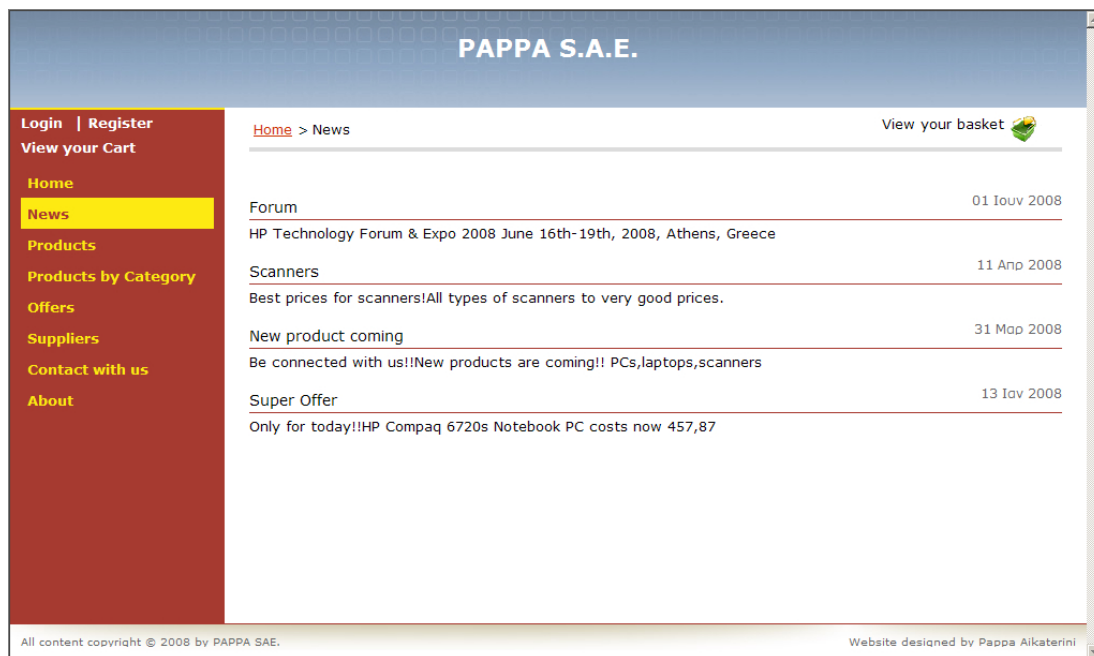 PAPPA S.A.E.
Login | Register
View your Cart
Home
News
Products
Products by Category
Offers
Suppliers
Contact with us
About
Home > News
View your basket
Forum
01 Ιουν 2008
HP Technology Forum & Expo 2008 June 16th-19th, 2008, Athens, Greece
Scanners
11 Απρ 2008
Best prices for scanners!All types of scanners to very good prices.
New product coming
31 Μαρ 2008
Be connected with us!!New products are coming!! PCs,laptops,scanners
Super Offer
13 Ιαν 2008
Only for today!!HP Compaq 6720s Notebook PC costs now 457,87
All content copyright © 2008 by PAPPA SAE.
Website designed by Pappa Aikaterini